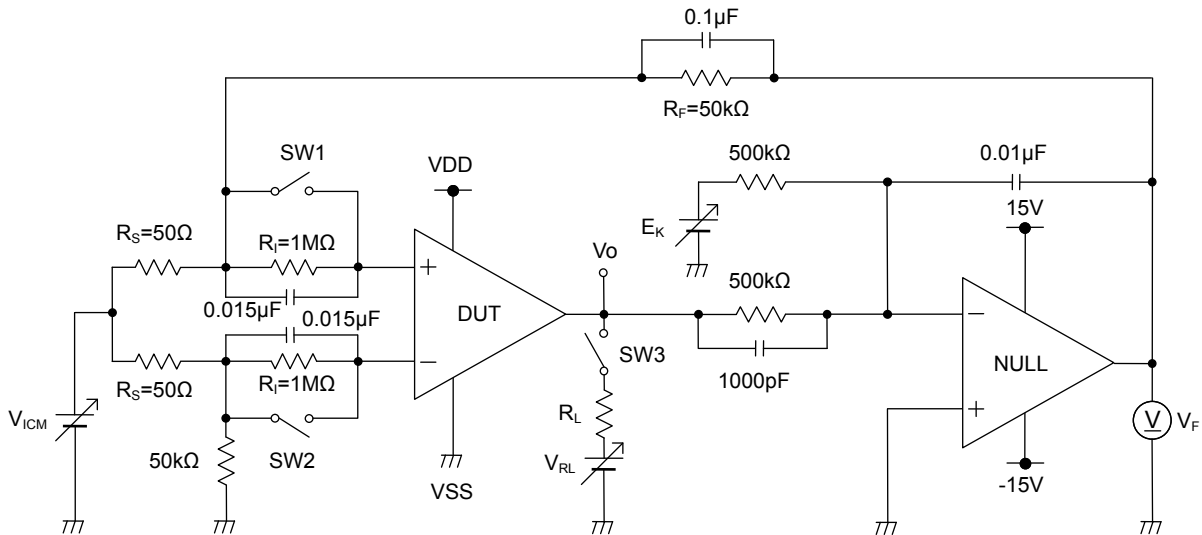 0.1µF
RF=50kΩ
SW1
VDD
500kΩ
0.01µF
15V
EK
RS=50Ω
RI=1MΩ
Vo
0.015µF
500kΩ
+
DUT
−
−
NULL
+
0.015µF
SW3
1000pF
RS=50Ω
RI=1MΩ
RL
V
VF
VICM
SW2
50kΩ
VRL
VSS
-15V